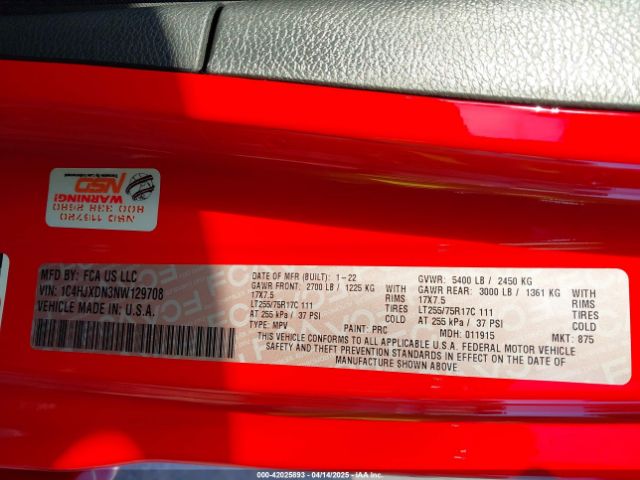 WARNING!
NSD
NSD 113720
800 338 2580
MFD BY: FCA US LLC
VIN: 1C4HJXDN3NW129708
VEHICLE MADE IN: U.S.A.
DATE OF MFR (BUILT): 1-22
GVWR: 5400 LB / 2450 KG
GAWR FRONT: 2700 LB / 1225 KG WITH
GAWR REAR: 3000 LB / 1361 KG WITH
17X7.5 RIMS 17X7.5 RIMS
LT255/75R17C 111 TIRES LT255/75R17C 111 TIRES
AT 255 kPa / 37 PSI COLD AT 255 kPa / 37 PSI COLD
TYPE: MPV PAINT: PRC MDH: 011915 MKT: 875
THIS VEHICLE CONFORMS TO ALL APPLICABLE U.S.A. FEDERAL MOTOR VEHICLE
SAFETY AND THEFT PREVENTION STANDARDS IN EFFECT ON THE DATE OF
MANUFACTURE SHOWN ABOVE.
000-42025893 - 04/14/2025 - IAA Inc.